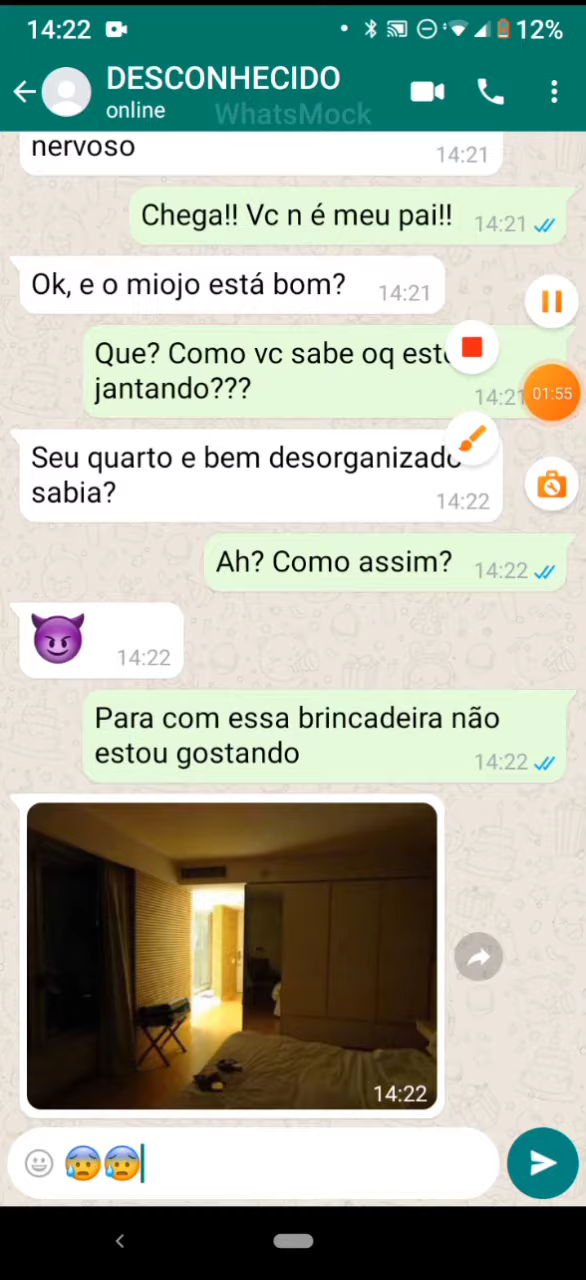 14:22
12%
DESCONHECIDO
online
WhatsMock
nervoso
14:21
Chega!! Vc n é meu pai!!
14:21
Ok, e o miojo está bom?
14:21
Que? Como vc sabe oq
jantando???
14:21
01:55
Seu quarto e bem desorganizado
sabia?
14:22
Ah? Como assim?
14:22
14:22
Para com essa brincadeira não
estou gostando
14:22
14:22